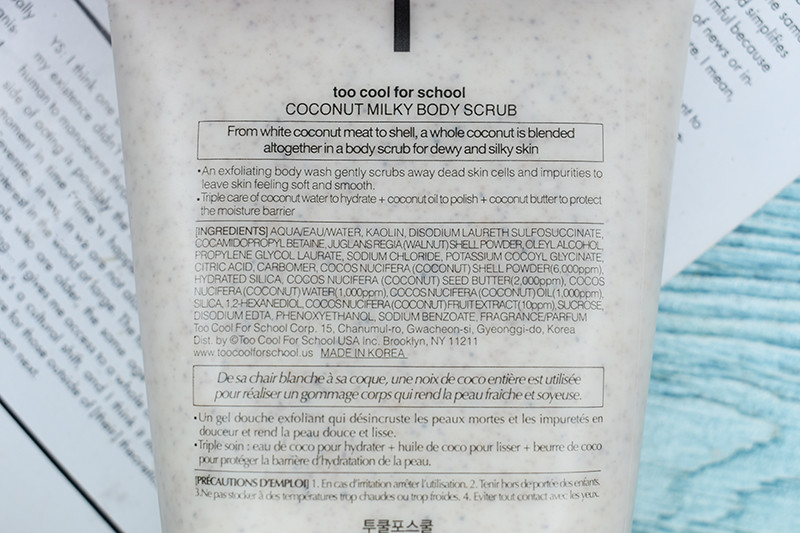 too cool for school
COCONUT MILKY BODY SCRUB
From white coconut meat to shell, a whole coconut is blended
altogether in a body scrub for dewy and silky skin
•An exfoliating body wash gently scrubs away dead skin cells and impurities to
leave skin feeling soft and smooth.
•Triple care of coconut water to hydrate + coconut oil to polish + coconut butter to protect
the moisture barrier
[INGREDIENTS] AQUA/EAU/WATER, KAOLIN, DISODIUM LAURETH SULFOSUCCINATE,
COCAMIDOPROPYL BETAINE, JUGLANS REGIA (WALNUT) SHELL POWDER, OLEYL ALCOHOL,
PROPYLENE GLYCOL LAURATE, SODIUM CHLORIDE, POTASSIUM COCOYL GLYCINATE,
CITRIC ACID, CARBOMER, COCOS NUCIFERA (COCONUT) SHELL POWDER(6,000ppm),
HYDRATED SILICA, COCOS NUCIFERA (COCONUT) SEED BUTTER(2,000ppm), COCOS
NUCIFERA (COCONUT) WATER(1,000ppm), COCOS NUCIFERA (COCONUT) OIL(1,000ppm),
SILICA, 1,2-HEXANEDIOL, COCOS NUCIFERA (COCONUT) FRUIT EXTRACT(10ppm), SUCROSE,
DISODIUM EDTA, PHENOXYETHANOL, SODIUM BENZOATE, FRAGRANCE/PARFUM
Too Cool For School Corp. 15, Chanumul-ro, Gwacheon-si, Gyeonggi-do, Korea
Dist. by ©Too Cool For School USA Inc. Brooklyn, NY 11211
www.toocoolforschool.us MADE IN KOREA
De sa chair blanche à sa coque, une noix de coco entière est utilisée
pour réaliser un gommage corps qui rend la peau fraîche et soyeuse.
•Un gel douche exfoliant qui désincruste les peaux mortes et les impuretés en
douceur et rend la peau douce et lisse.
•Triple soin : eau de coco pour hydrater + huile de coco pour lisser + beurre de coco
pour protéger la barrière d'hydratation de la peau.
[PRÉCAUTIONS D'EMPLOI] 1. En cas d'irritation arrêter l'utilisation. 2. Tenir hors de portée des enfants.
3.Ne pas stocker à des températures trop chaudes ou trop froides. 4. Eviter tout contact avec les yeux.
투쿨포스쿨